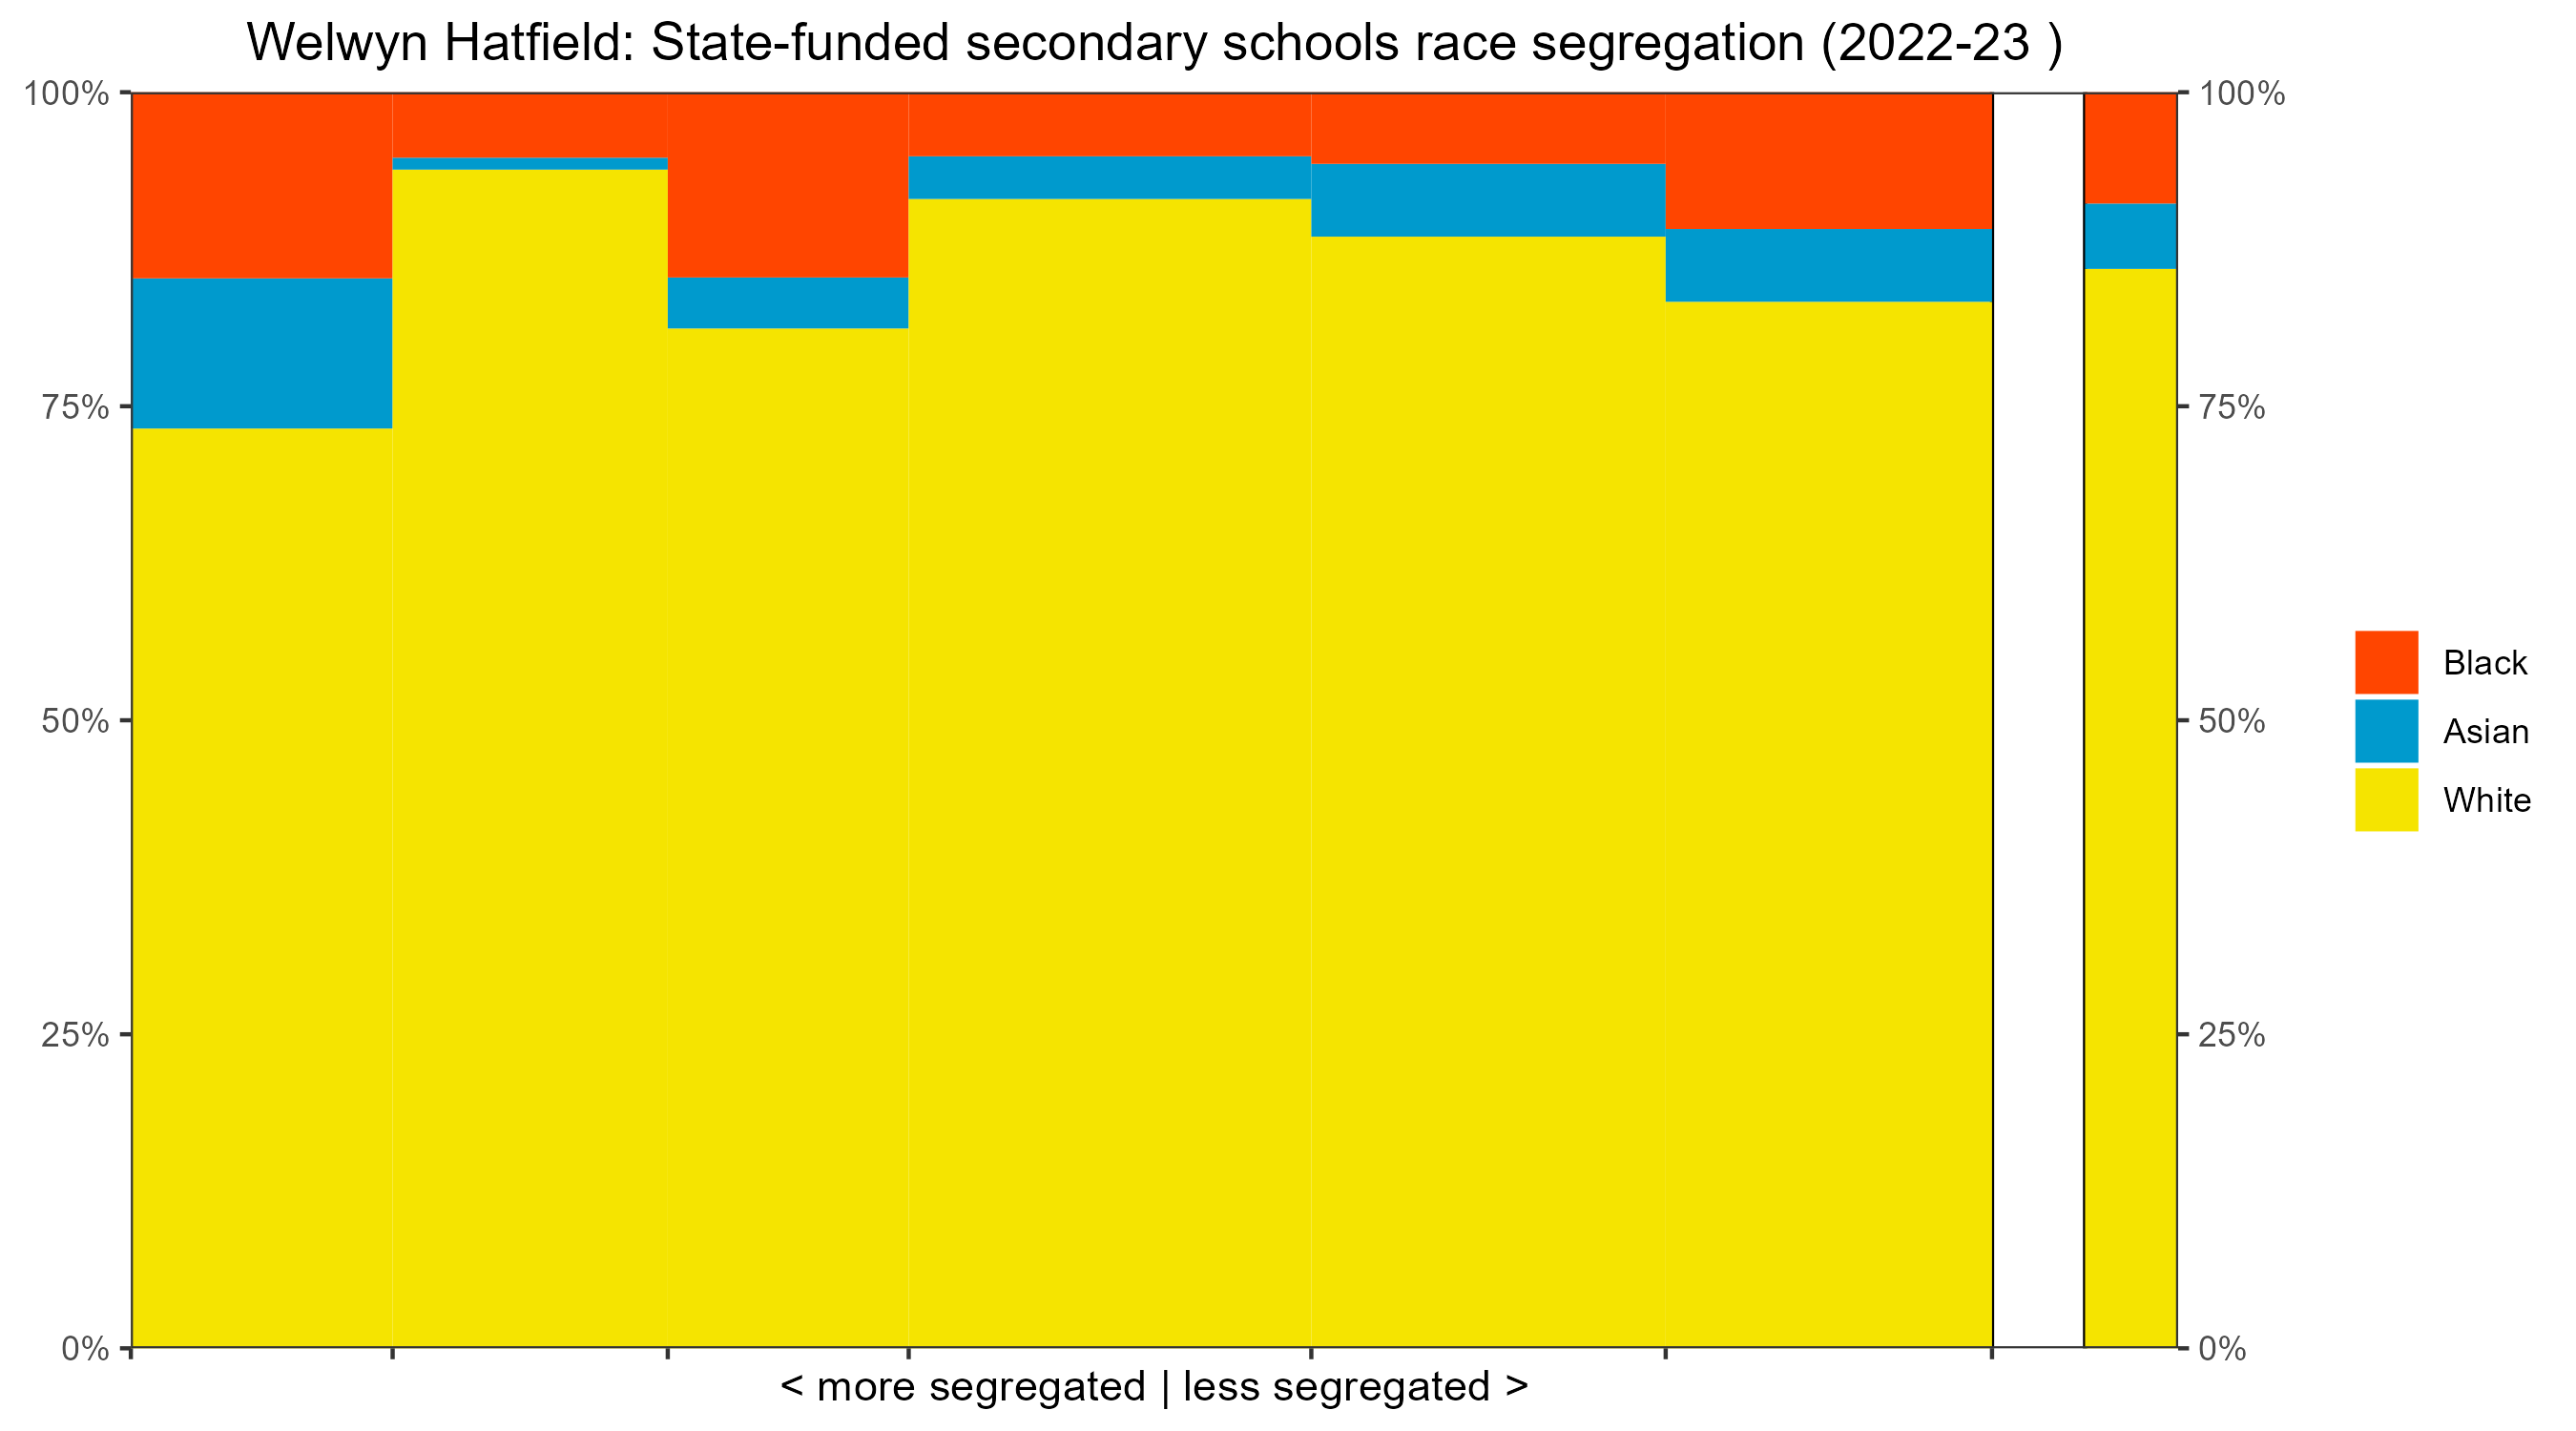 Welwyn Hatfield: State-funded secondary schools race segregation (2022-23 )
100%
75%
50%
25%
0%
100%
75%
50%
25%
0%
Black
Asian
White
< more segregated | less segregated >